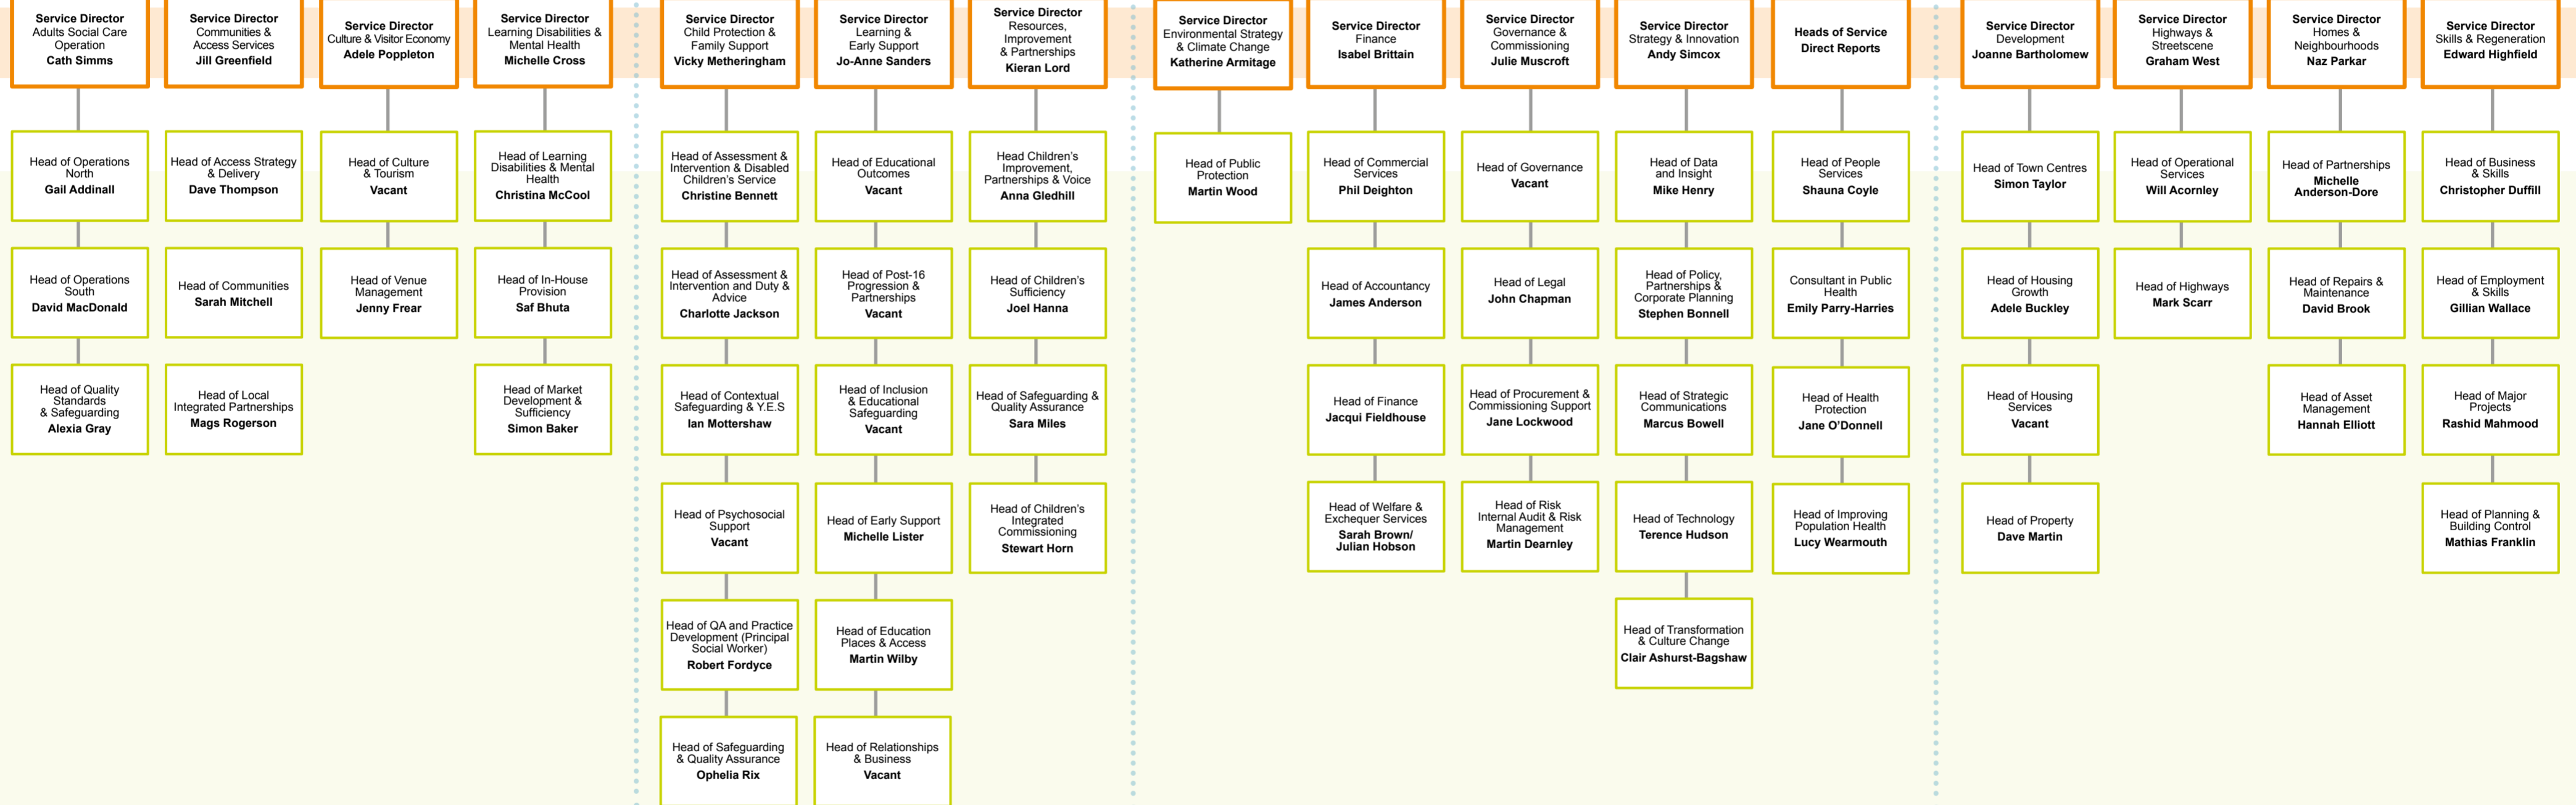 Service Director
Adults Social Care
Operation
Cath Simms
Service Director
Communities &
Access Services
Jill Greenfield
Service Director
Culture & Visitor Economy
Adele Poppleton
Service Director
Learning Disabilities &
Mental Health
Michelle Cross
Service Director
Child Protection &
Family Support
Vicky Metheringham
Service Director
Learning &
Early Support
Jo-Anne Sanders
Service Director
Resources,
Improvement
& Partnerships
Kieran Lord
Service Director
Environmental Strategy
& Climate Change
Katherine Armitage
Service Director
Finance
Isabel Brittain
Service Director
Governance &
Commissioning
Julie Muscroft
Service Director
Strategy & Innovation
Andy Simcox
Heads of Service
Direct Reports
Service Director
Development
Joanne Bartholomew
Service Director
Highways &
Streetscene
Graham West
Service Director
Homes &
Neighbourhoods
Naz Parkar
Service Director
Skills & Regeneration
Edward Highfield
Head of Operations
North
Gail Addinall
Head of Access Strategy
& Delivery
Dave Thompson
Head of Culture
& Tourism
Vacant
Head of Learning
Disabilities & Mental
Health
Christina McCool
Head of Assessment &
Intervention & Disabled
Children's Service
Christine Bennett
Head of Educational
Outcomes
Vacant
Head Children's
Improvement,
Partnerships & Voice
Anna Gledhill
Head of Public
Protection
Martin Wood
Head of Commercial
Services
Phil Deighton
Head of Governance
Vacant
Head of Data
and Insight
Mike Henry
Head of People
Services
Shauna Coyle
Head of Town Centres
Simon Taylor
Head of Operational
Services
Will Acornley
Head of Partnerships
Michelle
Anderson-Dore
Head of Business
& Skills
Christopher Duffill
Head of Operations
South
David MacDonald
Head of Communities
Sarah Mitchell
Head of Venue
Management
Jenny Frear
Head of In-House
Provision
Saf Bhuta
Head of Assessment &
Intervention and Duty &
Advice
Charlotte Jackson
Head of Post-16
Progression &
Partnerships
Vacant
Head of Children's
Sufficiency
Joel Hanna
Head of Accountancy
James Anderson
Head of Legal
John Chapman
Head of Policy,
Partnerships &
Corporate Planning
Stephen Bonnell
Consultant in Public
Health
Emily Parry-Harries
Head of Housing
Growth
Adele Buckley
Head of Highways
Mark Scarr
Head of Repairs &
Maintenance
David Brook
Head of Employment
& Skills
Gillian Wallace
Head of Quality
Standards
& Safeguarding
Alexia Gray
Head of Local
Integrated Partnerships
Mags Rogerson
Head of Market
Development &
Sufficiency
Simon Baker
Head of Contextual
Safeguarding & Y.E.S
Ian Mottershaw
Head of Inclusion
& Educational
Safeguarding
Vacant
Head of Safeguarding &
Quality Assurance
Sara Miles
Head of Finance
Jacqui Fieldhouse
Head of Procurement &
Commissioning Support
Jane Lockwood
Head of Strategic
Communications
Marcus Bowell
Head of Health
Protection
Jane O'Donnell
Head of Housing
Services
Vacant
Head of Asset
Management
Hannah Elliott
Head of Major
Projects
Rashid Mahmood
Head of Psychosocial
Support
Vacant
Head of Early Support
Michelle Lister
Head of Children's
Integrated
Commissioning
Stewart Horn
Head of Welfare &
Exchequer Services
Sarah Brown/
Julian Hobson
Head of Risk
Internal Audit & Risk
Management
Martin Dearnley
Head of Technology
Terence Hudson
Head of Improving
Population Health
Lucy Wearmouth
Head of Property
Dave Martin
Head of Planning &
Building Control
Mathias Franklin
Head of QA and Practice
Development (Principal
Social Worker)
Robert Fordyce
Head of Education
Places & Access
Martin Wilby
Head of Transformation
& Culture Change
Clair Ashurst-Bagshaw
Head of Safeguarding
& Quality Assurance
Ophelia Rix
Head of Relationships
& Business
Vacant